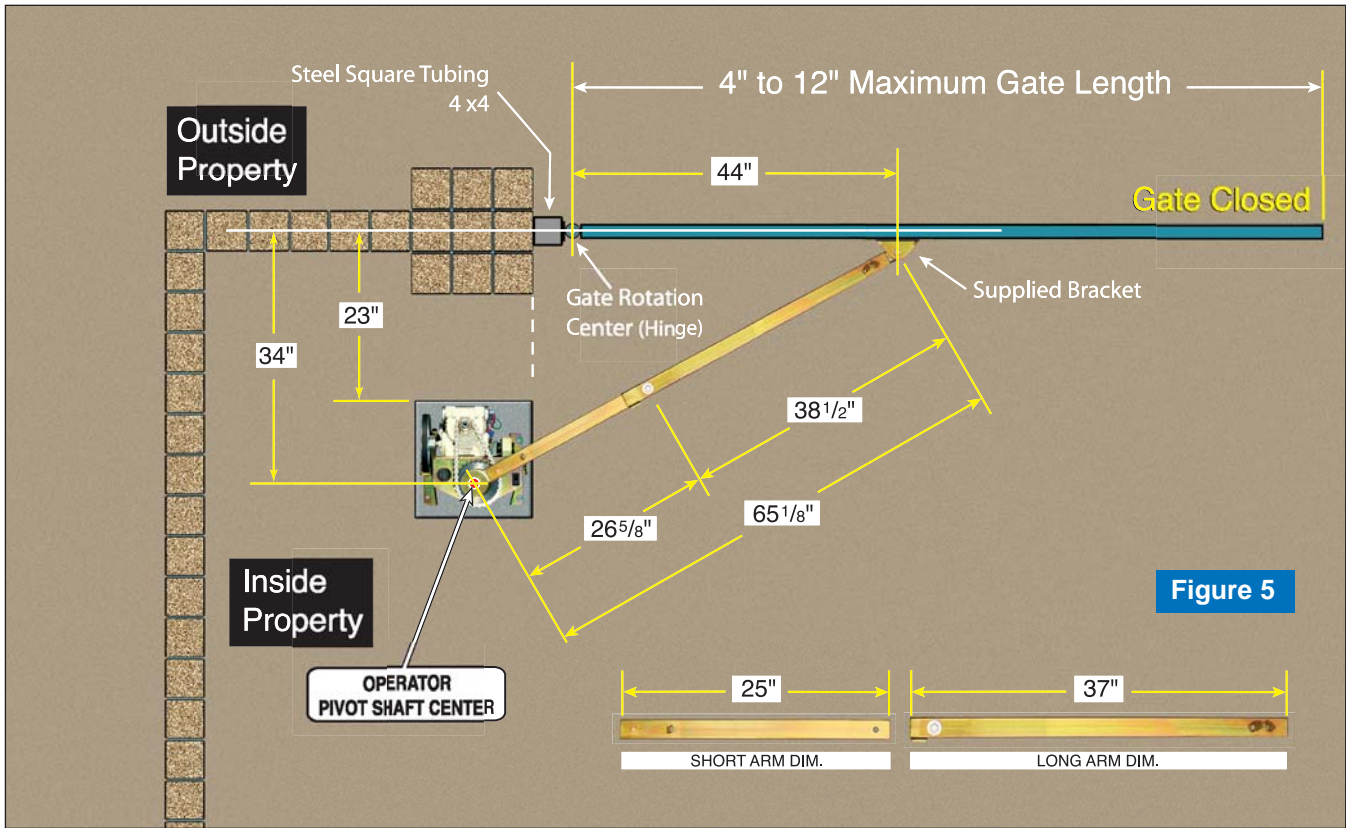 Steel Square Tubing
4 x4
4" to 12" Maximum Gate Length
Outside
Property
44"
Gate Closed
Gate Rotation
Center (Hinge)
Supplied Bracket
23"
34"
38 1/2"
26 5/8"
65 1/8"
Inside
Property
Figure 5
OPERATOR
PIVOT SHAFT CENTER
25"
37"
SHORT ARM DIM.
LONG ARM DIM.